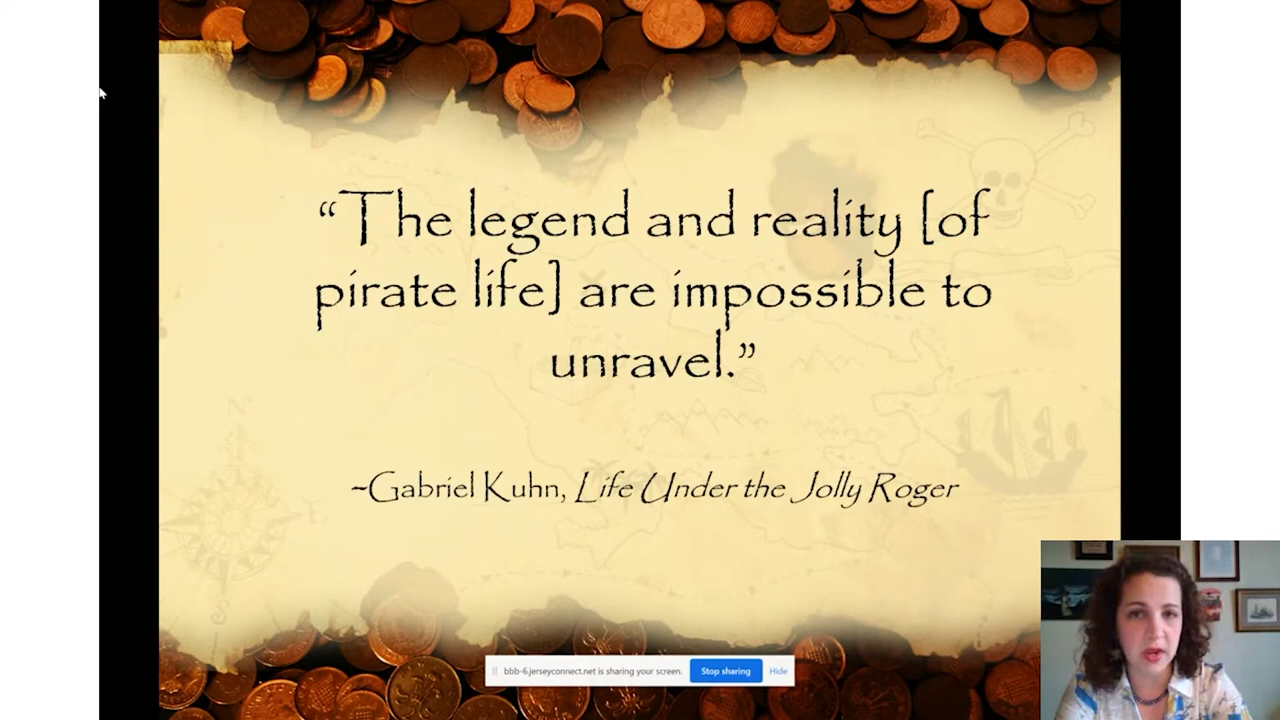 “The legend and reality [of
pirate life] are impossible to
unravel.”
~Gabriel Kuhn, Life Under the Jolly Roger
bbb-6.jerseyconnect.net is sharing your screen. Stop sharing Hide